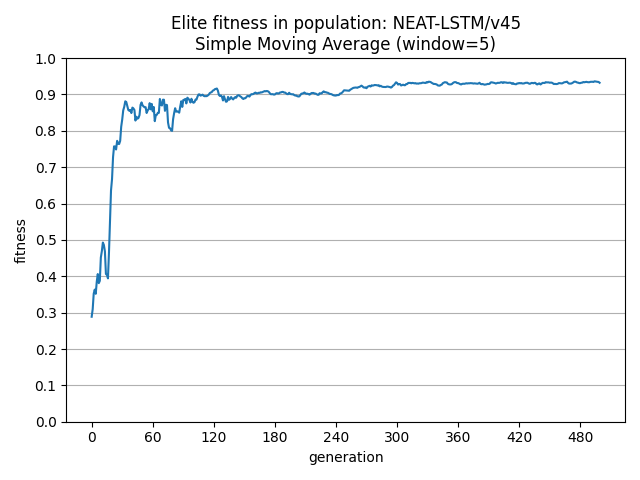 Elite fitness in population: NEAT-LSTM/v45
Simple Moving Average (window=5)
fitness
1.0
0.9
0.8
0.7
0.6
0.5
0.4
0.3
0.2
0.1
0.0
0 60 120 180 240 300 360 420 480
generation